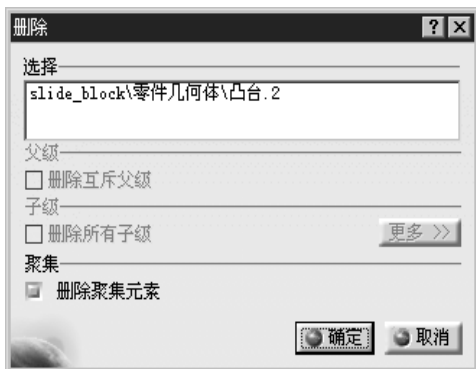 删除
选择
slide_block\零件几何体\凸台.2
父级
删除互斥父级
子级
删除所有子级
更多 >>
聚集
删除聚集元素
确定
取消